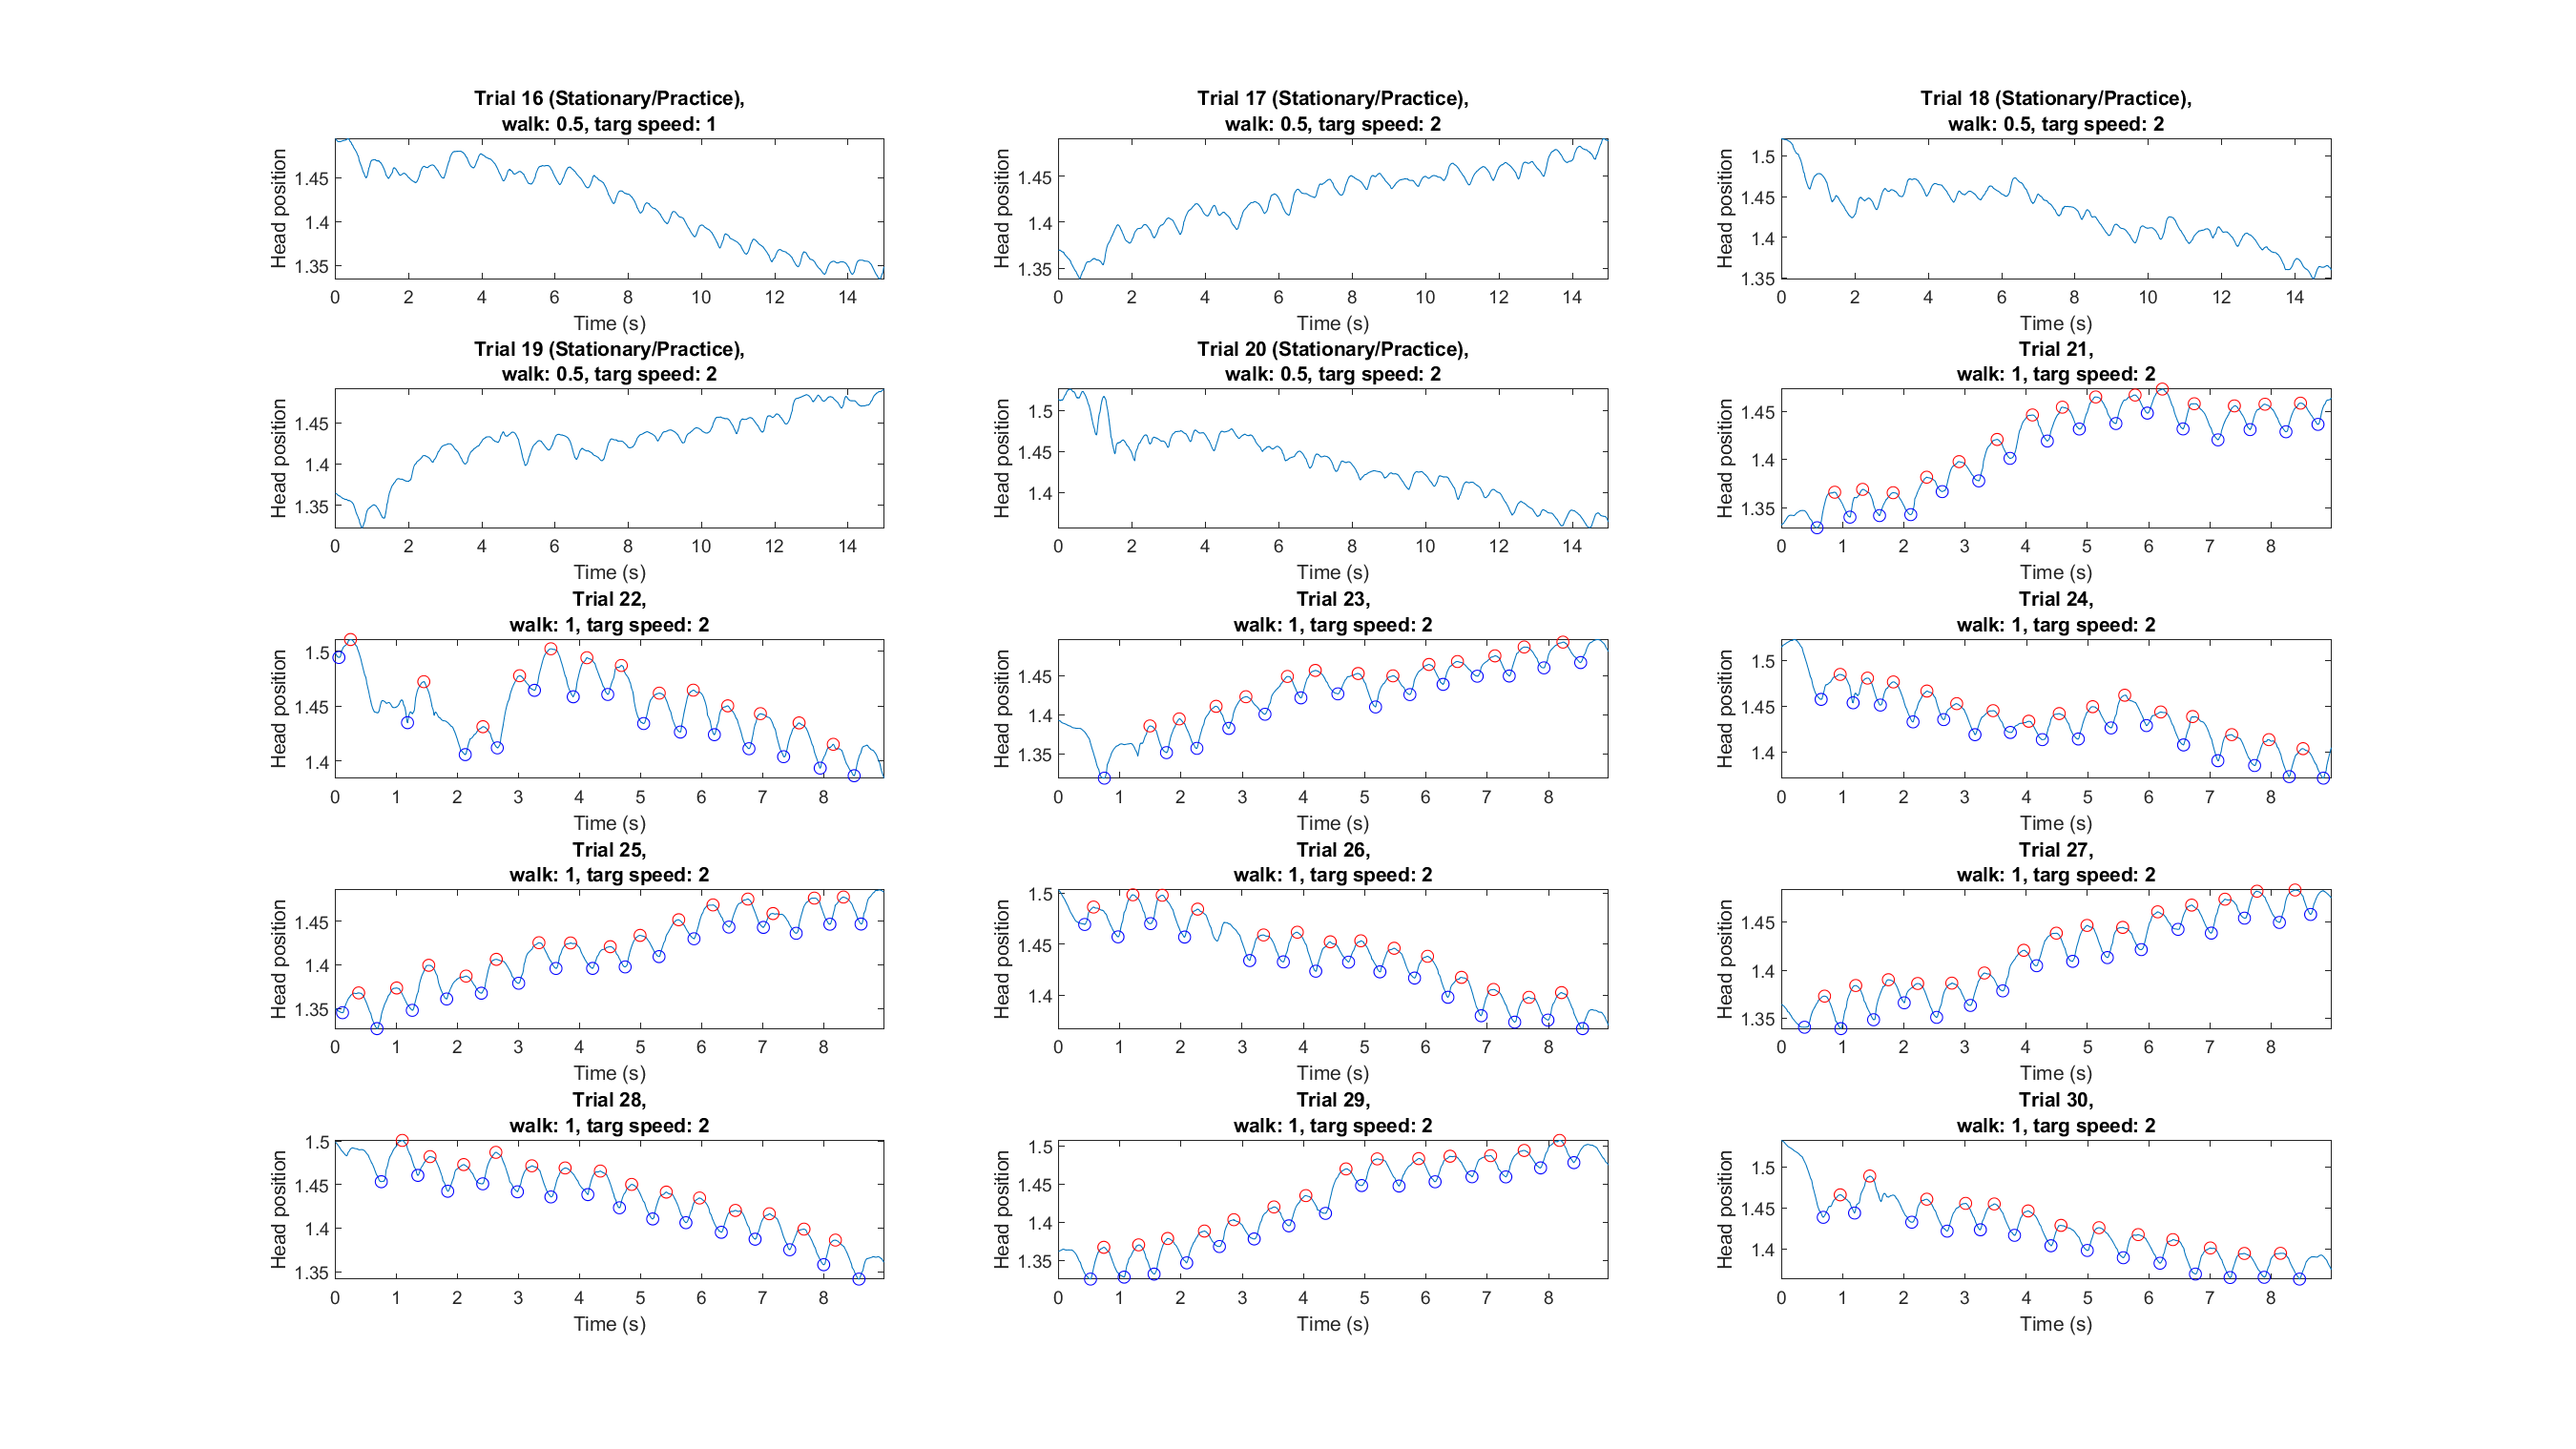 Trial 16 (Stationary/Practice),
walk: 0.5, targ speed: 1
Head position
1.45
1.4
1.35
0 2 4 6 8 10 12 14
Time (s)
Trial 17 (Stationary/Practice),
walk: 0.5, targ speed: 2
Head position
1.45
1.4
1.35
0 2 4 6 8 10 12 14
Time (s)
Trial 18 (Stationary/Practice),
walk: 0.5, targ speed: 2
Head position
1.5
1.45
1.4
1.35
0 2 4 6 8 10 12 14
Time (s)
Trial 19 (Stationary/Practice),
walk: 0.5, targ speed: 2
Head position
1.45
1.4
1.35
0 2 4 6 8 10 12 14
Time (s)
Trial 20 (Stationary/Practice),
walk: 0.5, targ speed: 2
Head position
1.5
1.45
1.4
0 2 4 6 8 10 12 14
Time (s)
Trial 21,
walk: 1, targ speed: 2
Head position
1.45
1.4
1.35
0 1 2 3 4 5 6 7 8
Time (s)
Trial 22,
walk: 1, targ speed: 2
Head position
1.5
1.45
1.4
0 1 2 3 4 5 6 7 8
Time (s)
Trial 23,
walk: 1, targ speed: 2
Head position
1.45
1.4
1.35
0 1 2 3 4 5 6 7 8
Time (s)
Trial 24,
walk: 1, targ speed: 2
Head position
1.5
1.45
1.4
0 1 2 3 4 5 6 7 8
Time (s)
Trial 25,
walk: 1, targ speed: 2
Head position
1.45
1.4
1.35
0 1 2 3 4 5 6 7 8
Time (s)
Trial 26,
walk: 1, targ speed: 2
Head position
1.5
1.45
1.4
0 1 2 3 4 5 6 7 8
Time (s)
Trial 27,
walk: 1, targ speed: 2
Head position
1.45
1.4
1.35
0 1 2 3 4 5 6 7 8
Time (s)
Trial 28,
walk: 1, targ speed: 2
Head position
1.5
1.45
1.4
1.35
0 1 2 3 4 5 6 7 8
Time (s)
Trial 29,
walk: 1, targ speed: 2
Head position
1.5
1.45
1.4
1.35
0 1 2 3 4 5 6 7 8
Time (s)
Trial 30,
walk: 1, targ speed: 2
Head position
1.5
1.45
1.4
0 1 2 3 4 5 6 7 8
Time (s)